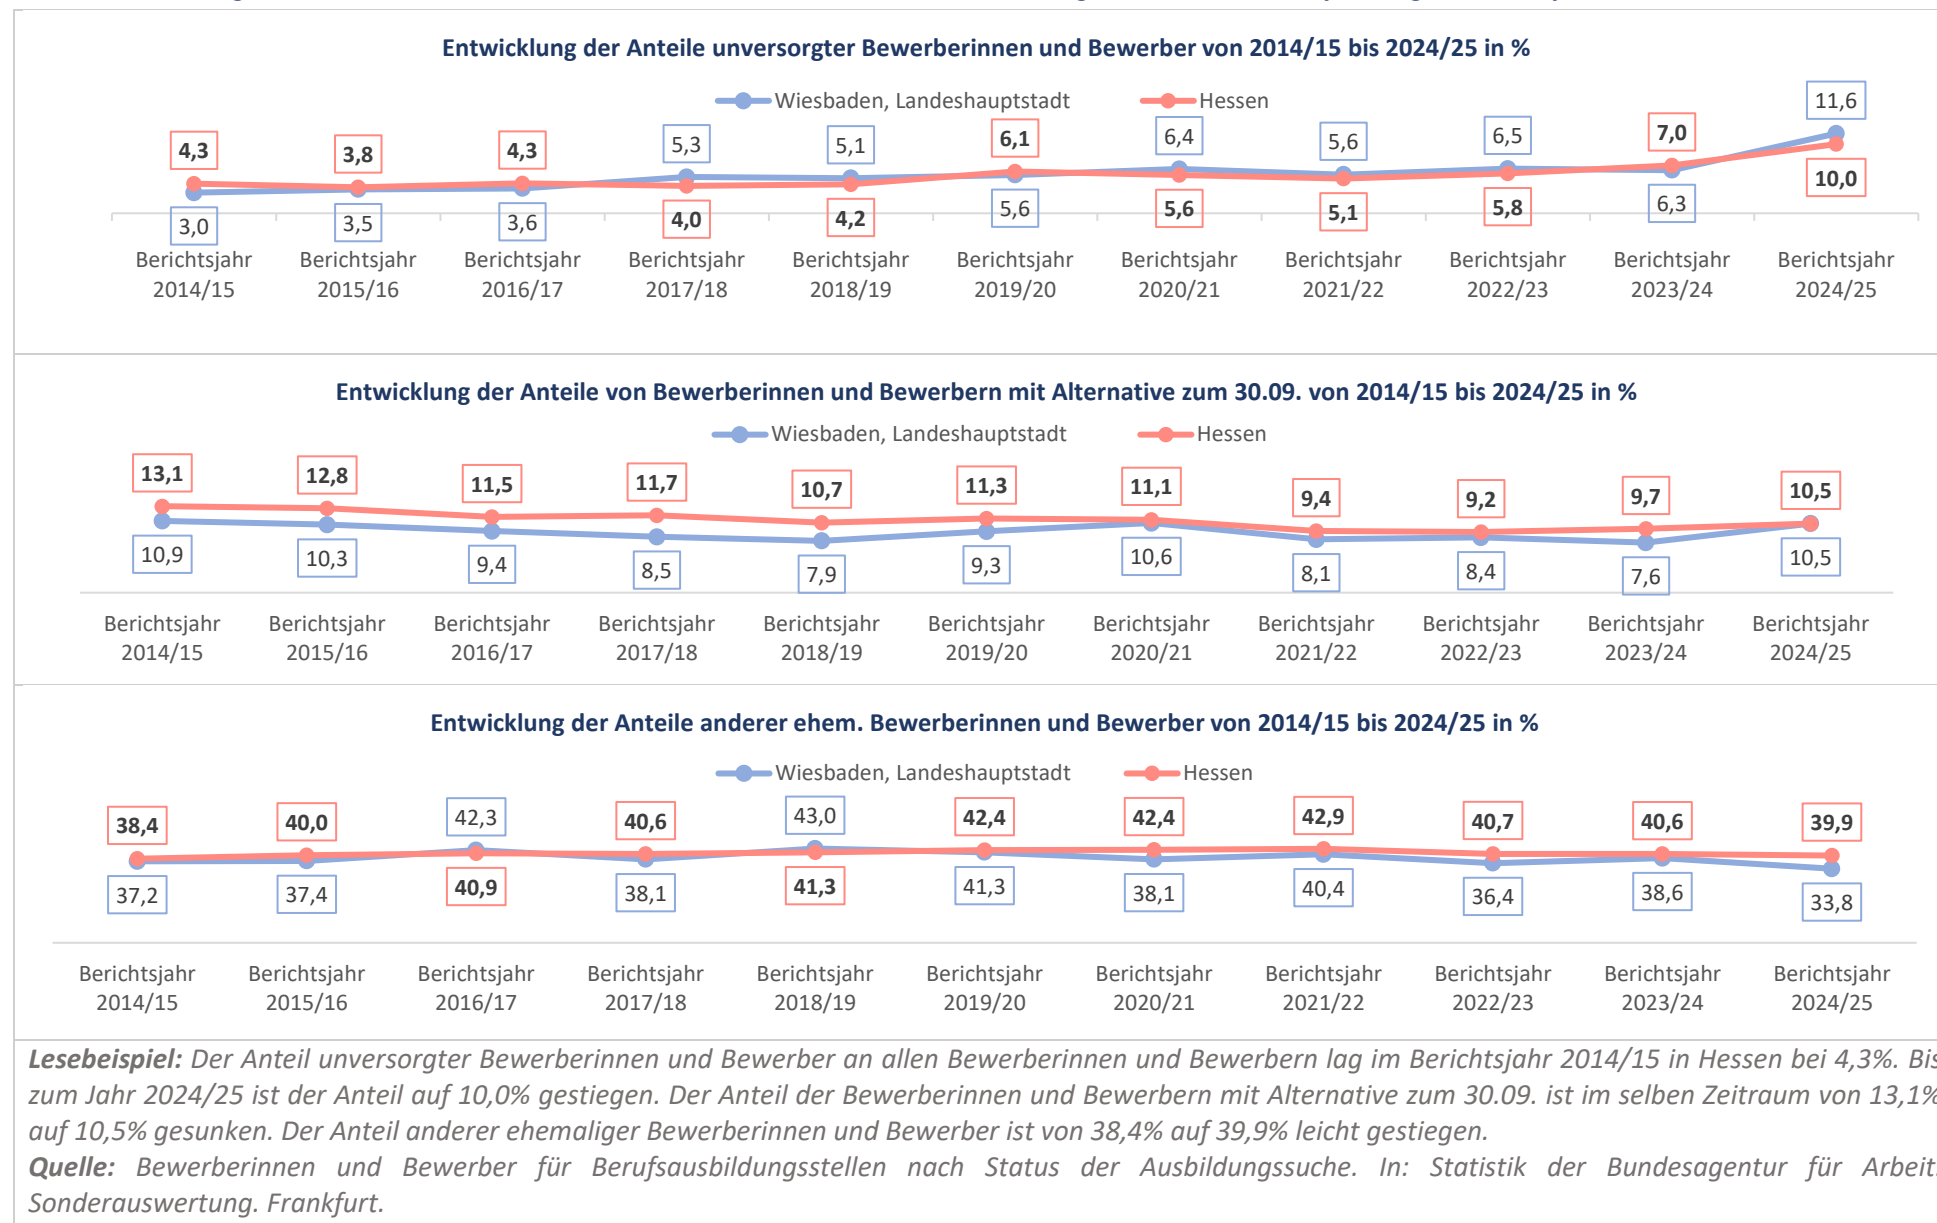 Entwicklung der Anteile unversorgter Bewerberinnen und Bewerber von 2014/15 bis 2024/25 in %
Wiesbaden, Landeshauptstadt Hessen
4,3 3,8 4,3 5,3 5,1 6,1 6,4 5,6 6,5 7,0 11,6
3,0 3,5 3,6 4,0 4,2 5,6 5,6 5,1 5,8 6,3 10,0
Berichtsjahr Berichtsjahr Berichtsjahr Berichtsjahr Berichtsjahr Berichtsjahr Berichtsjahr Berichtsjahr Berichtsjahr Berichtsjahr Berichtsjahr
2014/15 2015/16 2016/17 2017/18 2018/19 2019/20 2020/21 2021/22 2022/23 2023/24 2024/25
Entwicklung der Anteile von Bewerberinnen und Bewerbern mit Alternative zum 30.09. von 2014/15 bis 2024/25 in %
Wiesbaden, Landeshauptstadt Hessen
13,1 12,8 11,5 11,7 10,7 11,3 11,1 9,4 9,2 9,7 10,5
10,9 10,3 9,4 8,5 7,9 9,3 10,6 8,1 8,4 7,6 10,5
Berichtsjahr Berichtsjahr Berichtsjahr Berichtsjahr Berichtsjahr Berichtsjahr Berichtsjahr Berichtsjahr Berichtsjahr Berichtsjahr Berichtsjahr
2014/15 2015/16 2016/17 2017/18 2018/19 2019/20 2020/21 2021/22 2022/23 2023/24 2024/25
Entwicklung der Anteile anderer ehem. Bewerberinnen und Bewerber von 2014/15 bis 2024/25 in %
Wiesbaden, Landeshauptstadt Hessen
38,4 40,0 42,3 40,6 43,0 42,4 42,4 42,9 40,7 40,6 39,9
37,2 37,4 40,9 38,1 41,3 41,3 38,1 40,4 36,4 38,6 33,8
Berichtsjahr Berichtsjahr Berichtsjahr Berichtsjahr Berichtsjahr Berichtsjahr Berichtsjahr Berichtsjahr Berichtsjahr Berichtsjahr Berichtsjahr
2014/15 2015/16 2016/17 2017/18 2018/19 2019/20 2020/21 2021/22 2022/23 2023/24 2024/25
Lesebeispiel: Der Anteil unversorgter Bewerberinnen und Bewerber an allen Bewerberinnen und Bewerbern lag im Berichtsjahr 2014/15 in Hessen bei 4,3%. Bis
zum Jahr 2024/25 ist der Anteil auf 10,0% gestiegen. Der Anteil der Bewerberinnen und Bewerbern mit Alternative zum 30.09. ist im selben Zeitraum von 13,1%
auf 10,5% gesunken. Der Anteil anderer ehemaliger Bewerberinnen und Bewerber ist von 38,4% auf 39,9% leicht gestiegen.
Quelle: Bewerberinnen und Bewerber für Berufsausbildungsstellen nach Status der Ausbildungssuche. In: Statistik der Bundesagentur für Arbeit.
Sonderauswertung. Frankfurt.